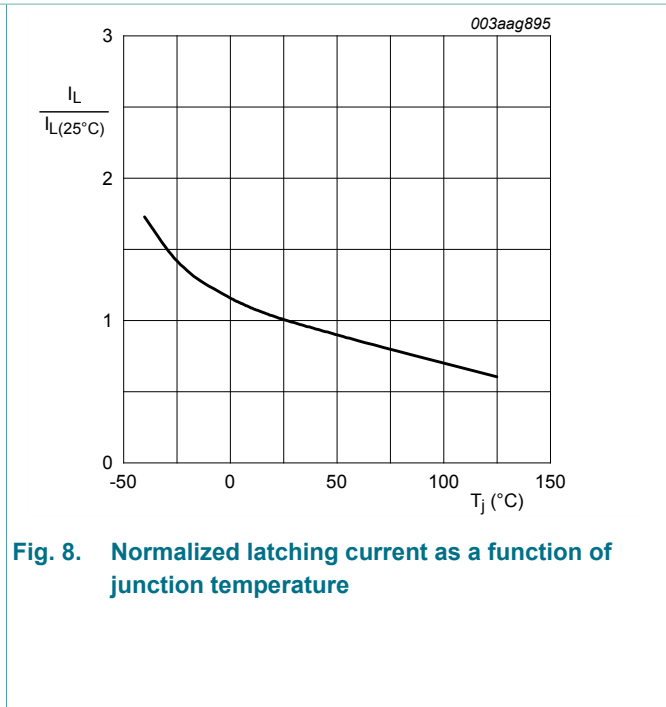 003aag895
3
I_L
I_L(25°C)
2
1
0
-50
0
50
100
150
T_j (°C)
Fig. 8. Normalized latching current as a function of
junction temperature